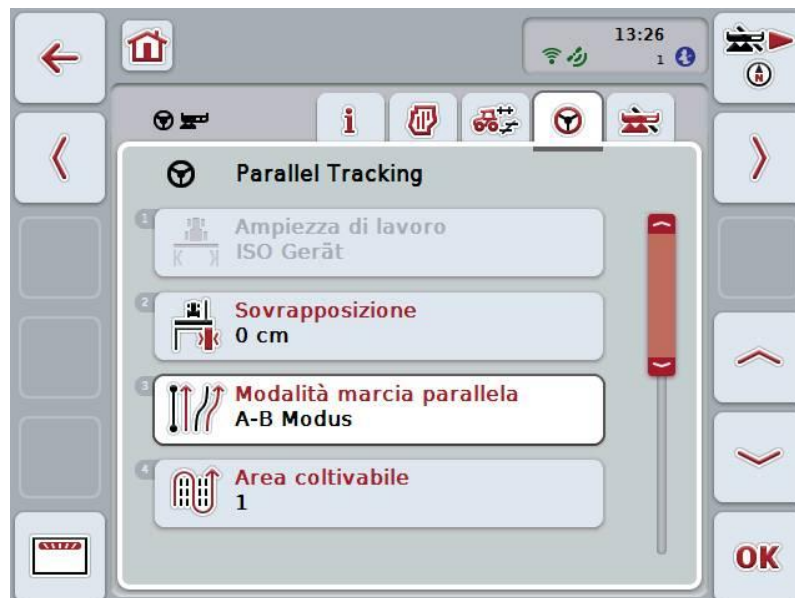 13:26
1
i
Parallel Tracking
1
Ampiezza di lavoro
ISO Gerät
2
Sovrapposizione
0 cm
3
Modalità marcia parallela
A-B Modus
4
Area coltivabile
1
N
OK